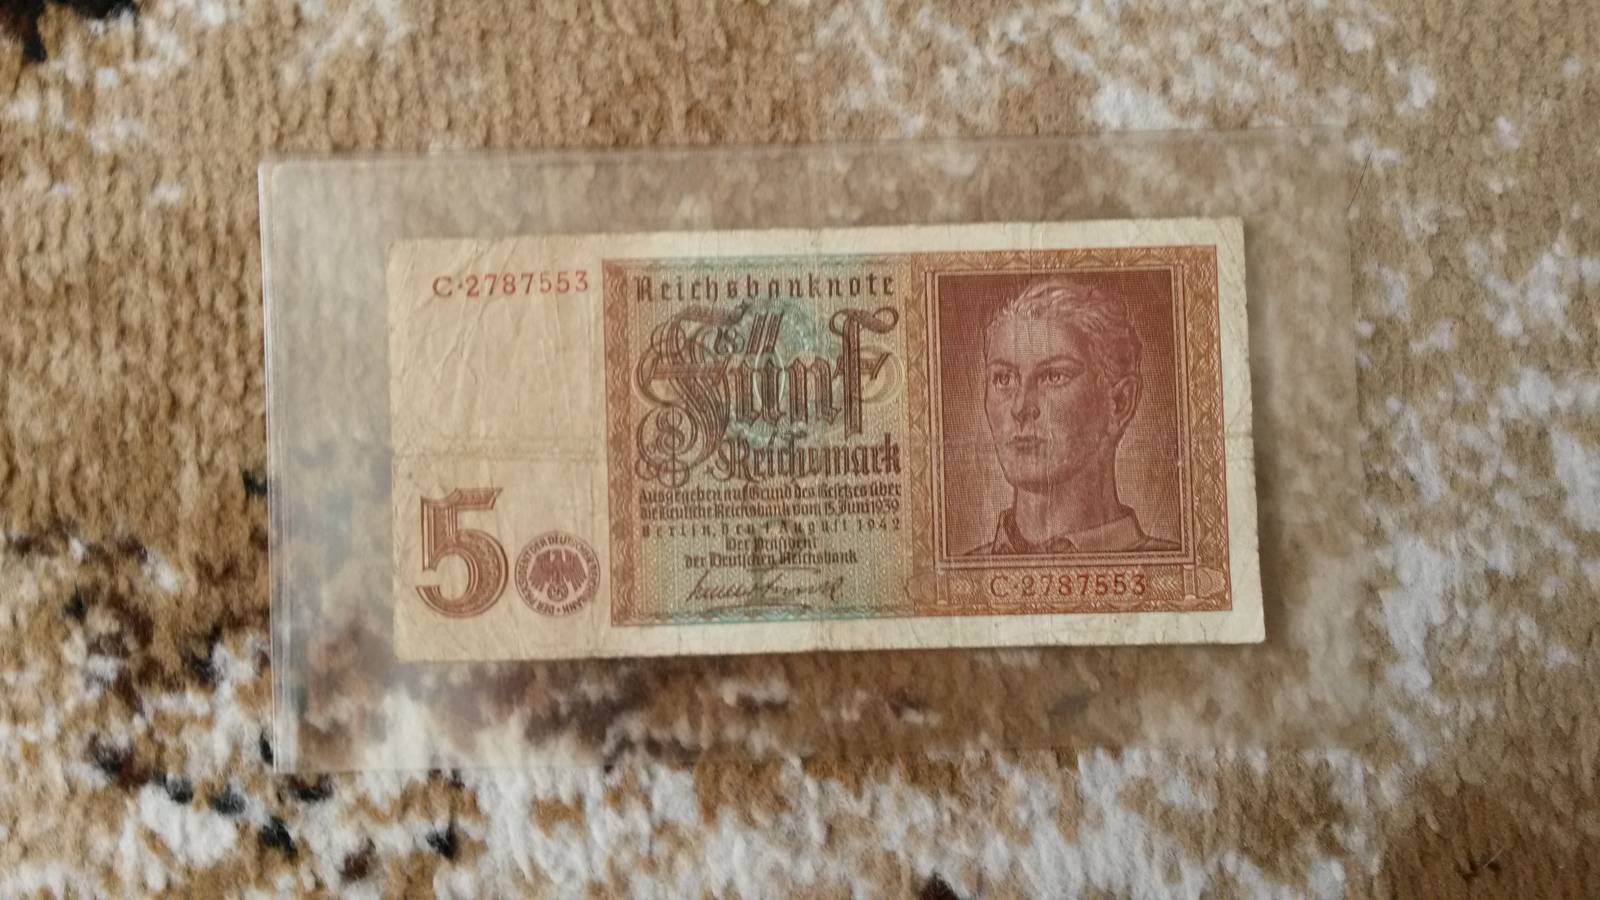 C·2787553
Reichsbanknote
Fünf
Reichsmark
Ausgegeben auf Grund des Gesetzes über
die Deutsche Reichsbank vom 15. Juni 1939
Berlin, den 1. August 1942
Der Präsident
der Deutschen Reichsbank
5
C·2787553